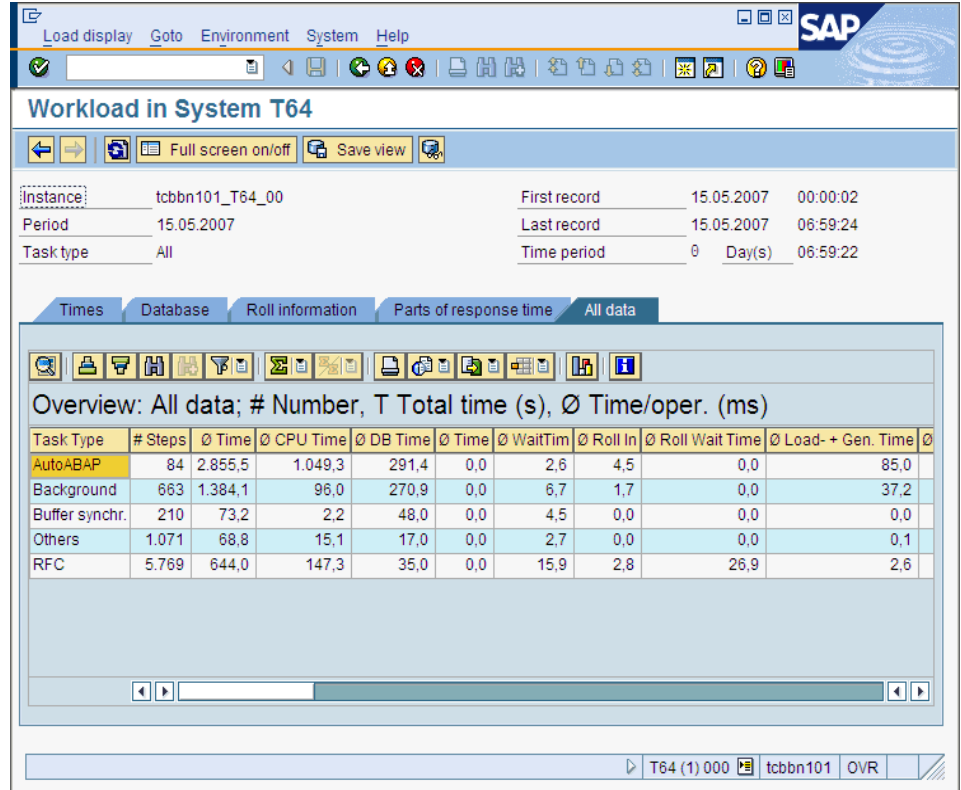 Load display Goto Environment System Help
SAP
Workload in System T64
Full screen on/off Save view
Instance tcbbn101_T64_00 First record 15.05.2007 00:00:02
Period 15.05.2007 Last record 15.05.2007 06:59:24
Task type All Time period 0 Day(s) 06:59:22
Times Database Roll information Parts of response time All data
Overview: All data; # Number, T Total time (s), Ø Time/oper. (ms)
Task Type # Steps Ø Time Ø CPU Time Ø DB Time Ø Time Ø WaitTim Ø Roll In Ø Roll Wait Time Ø Load- + Gen. Time Ø
AutoABAP 84 2.855,5 1.049,3 291,4 0,0 2,6 4,5 0,0 85,0
Background 663 1.384,1 96,0 270,9 0,0 6,7 1,7 0,0 37,2
Buffer synchr. 210 73,2 2,2 48,0 0,0 4,5 0,0 0,0 0,0
Others 1.071 68,8 15,1 17,0 0,0 2,7 0,0 0,0 0,1
RFC 5.769 644,0 147,3 35,0 0,0 15,9 2,8 26,9 2,6
T64 (1) 000 tcbbn101 OVR